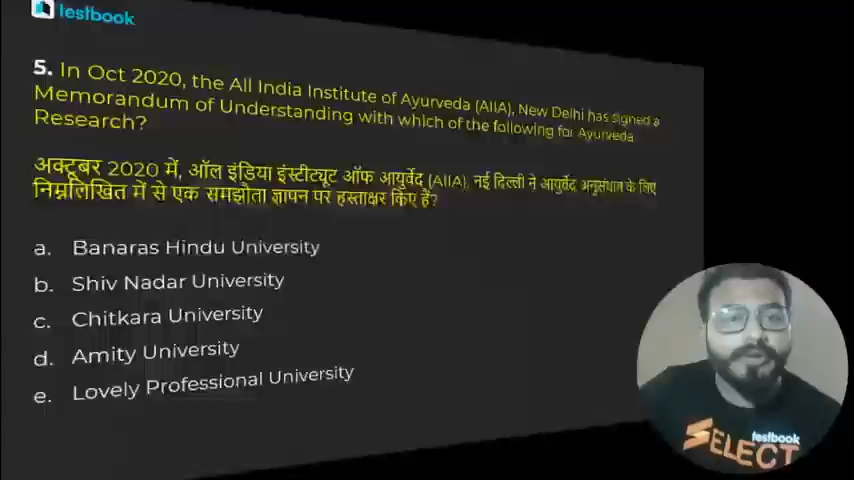 testbook
5. In Oct 2020, the All India Institute of Ayurveda (AIIA), New Delhi has signed a
Memorandum of Understanding with which of the following for Ayurveda
Research?
अक्टूबर 2020 में, ऑल इंडिया इंस्टीट्यूट ऑफ आयुर्वेद (AIIA), नई दिल्ली ने आयुर्वेद अनुसंधान के लिए
निम्नलिखित में से एक समझौता ज्ञापन पर हस्ताक्षर किए हैं?
a. Banaras Hindu University
b. Shiv Nadar University
c. Chitkara University
d. Amity University
e. Lovely Professional University
testbook
SELECT